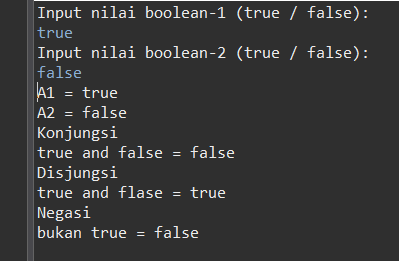 Input nilai boolean-1 (true / false):
true
Input nilai boolean-2 (true / false):
false
A1 = true
A2 = false
Konjungsi
true and false = false
Disjungsi
true and flase = true
Negasi
bukan true = false